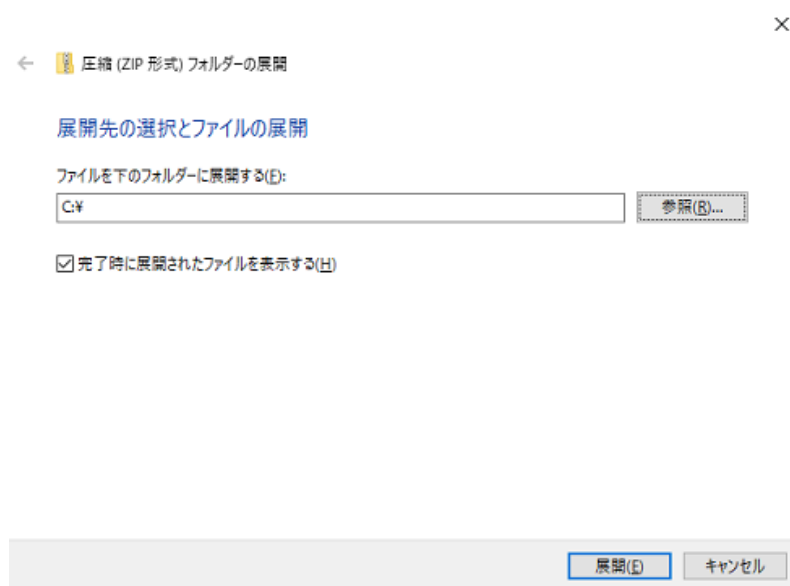 圧縮 (ZIP 形式) フォルダーの展開
展開先の選択とファイルの展開
ファイルを下のフォルダーに展開する(F):
C:¥
参照(R)...
完了時に展開されたファイルを表示する(H)
展開(E)
キャンセル